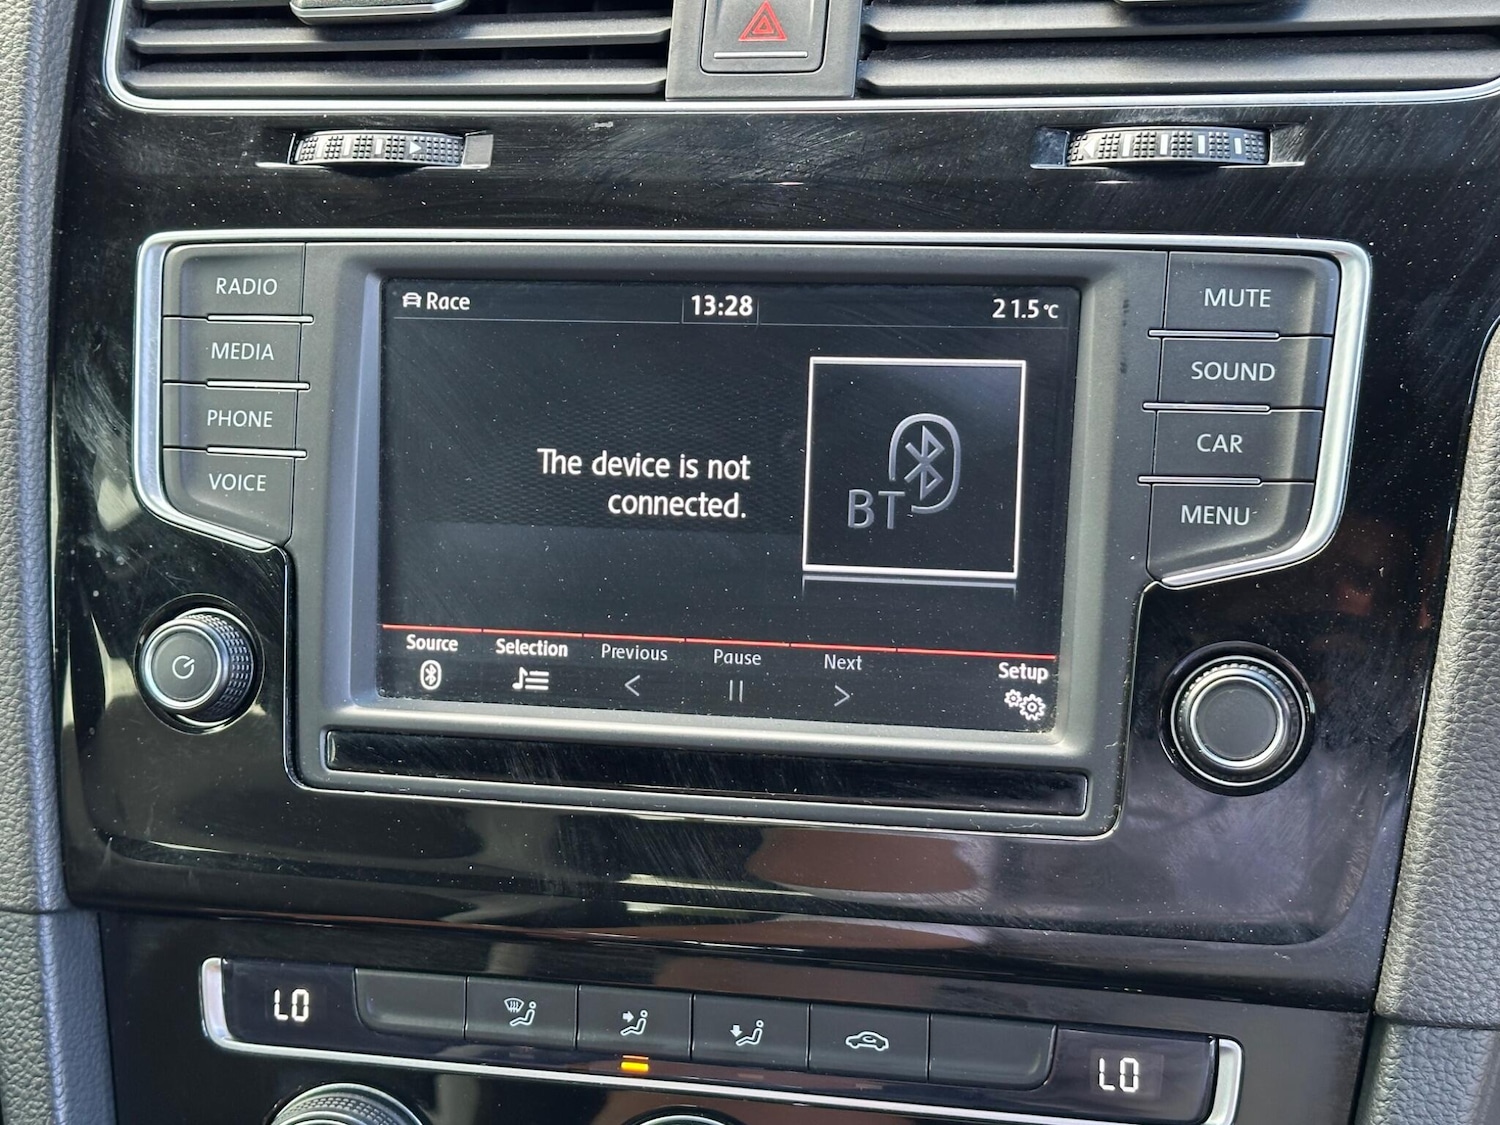 RADIO
MEDIA
PHONE
VOICE
Race
13:28
21.5°C
The device is not
connected.
BT
Source
Selection
Previous
Pause
Next
Setup
MUTE
SOUND
CAR
MENU
LO
LO